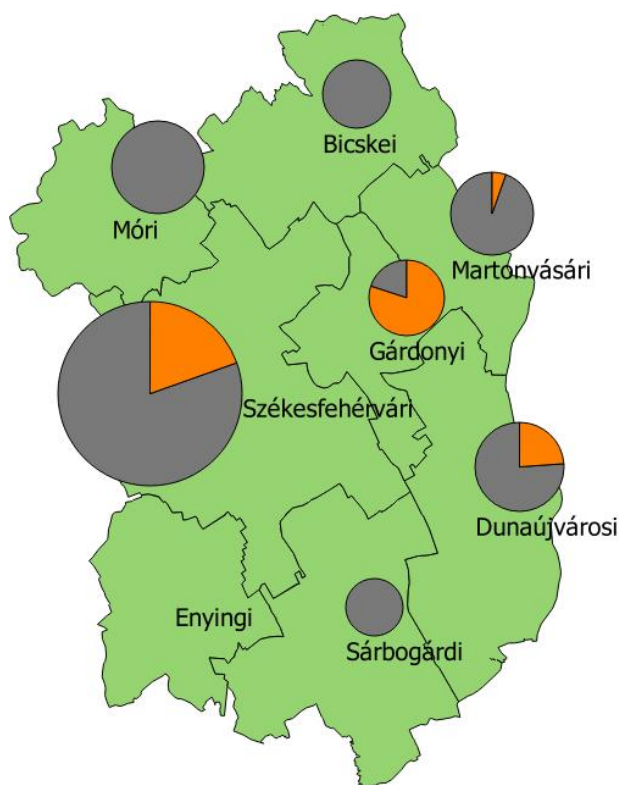 Bicskei
Móri
Martonvásári
Gárdonyi
Székesfehérvári
Dunaújvárosi
Enyingi
Sárbogárdi